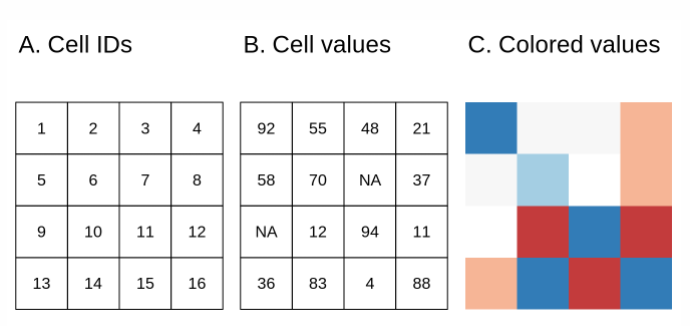 A. Cell IDs B. Cell values C. Colored values
1 2 3 4 92 55 48 21
5 6 7 8 58 70 NA 37
9 10 11 12 NA 12 94 11
13 14 15 16 36 83 4 88